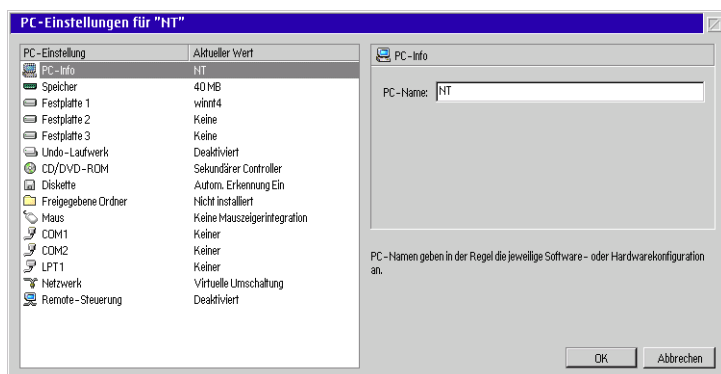 PC-Einstellungen für "NT"
PC-Einstellung Aktueller Wert
PC-Info NT
Speicher 40 MB
Festplatte 1 winnt4
Festplatte 2 Keine
Festplatte 3 Keine
Undo-Laufwerk Deaktiviert
CD/DVD-ROM Sekundärer Controller
Diskette Autom. Erkennung Ein
Freigegebene Ordner Nicht installiert
Maus Keine Mauszeigerintegration
COM1 Keiner
COM2 Keiner
LPT1 Keiner
Netzwerk Virtuelle Umschaltung
Remote-Steuerung Deaktiviert
PC-Info
PC-Name: NT
PC-Namen geben in der Regel die jeweilige Software- oder Hardwarekonfiguration
an.
OK Abbrechen